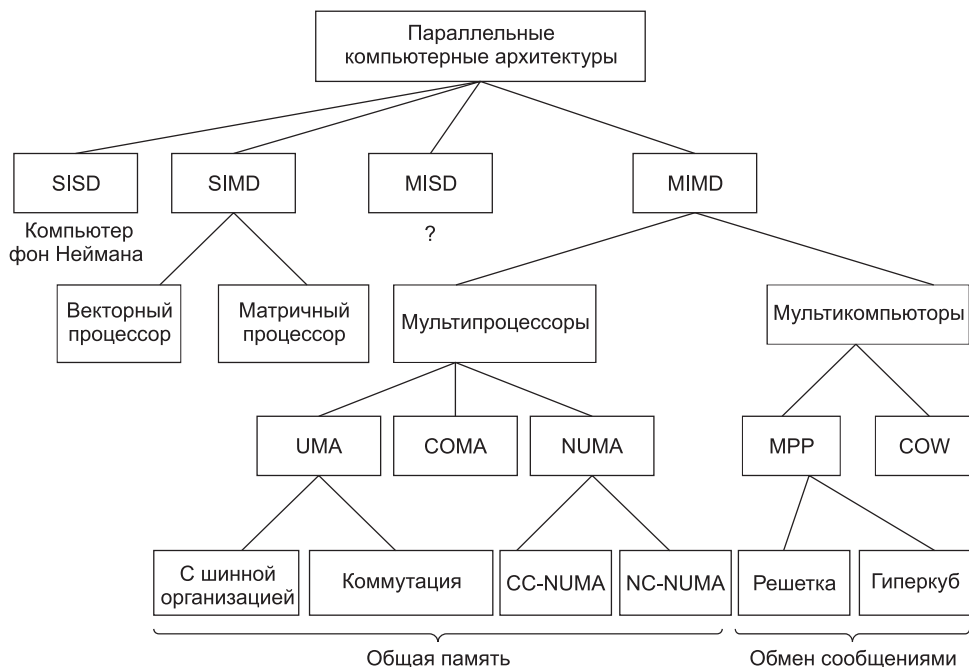 Параллельные
компьютерные архитектуры
SISD
SIMD
MISD
MIMD
Компьютер
фон Неймана
?
Векторный
процессор
Матричный
процессор
Мультипроцессоры
Мультикомпьюторы
UMA
COMA
NUMA
MPP
COW
С шинной
организацией
Коммутация
CC-NUMA
NC-NUMA
Решетка
Гиперкуб
Общая память
Обмен сообщениями